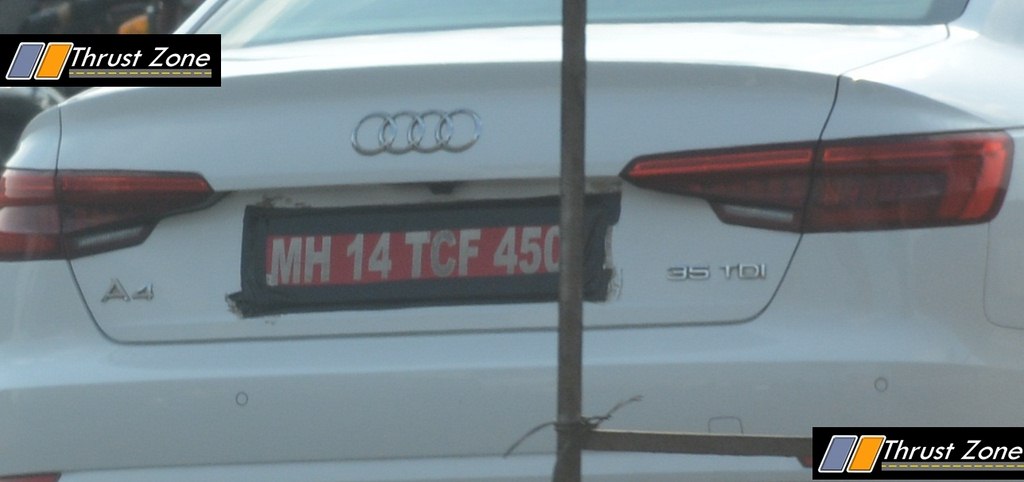 Thrust Zone
MH 14 TCF 450
A4
35 TDI
Thrust Zone